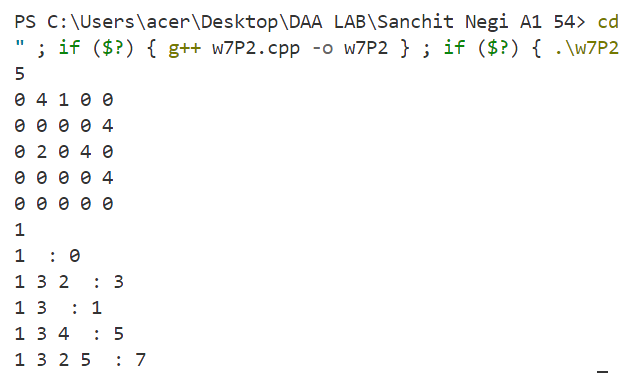 PS C:\Users\acer\Desktop\DAA LAB\Sanchit Negi A1 54> cd
" ; if ($?) { g++ w7P2.cpp -o w7P2 } ; if ($?) { .\w7P2
5
0 4 1 0 0
0 0 0 0 4
0 2 0 4 0
0 0 0 0 4
0 0 0 0 0
1
1  : 0
1 3 2  : 3
1 3  : 1
1 3 4  : 5
1 3 2 5  : 7